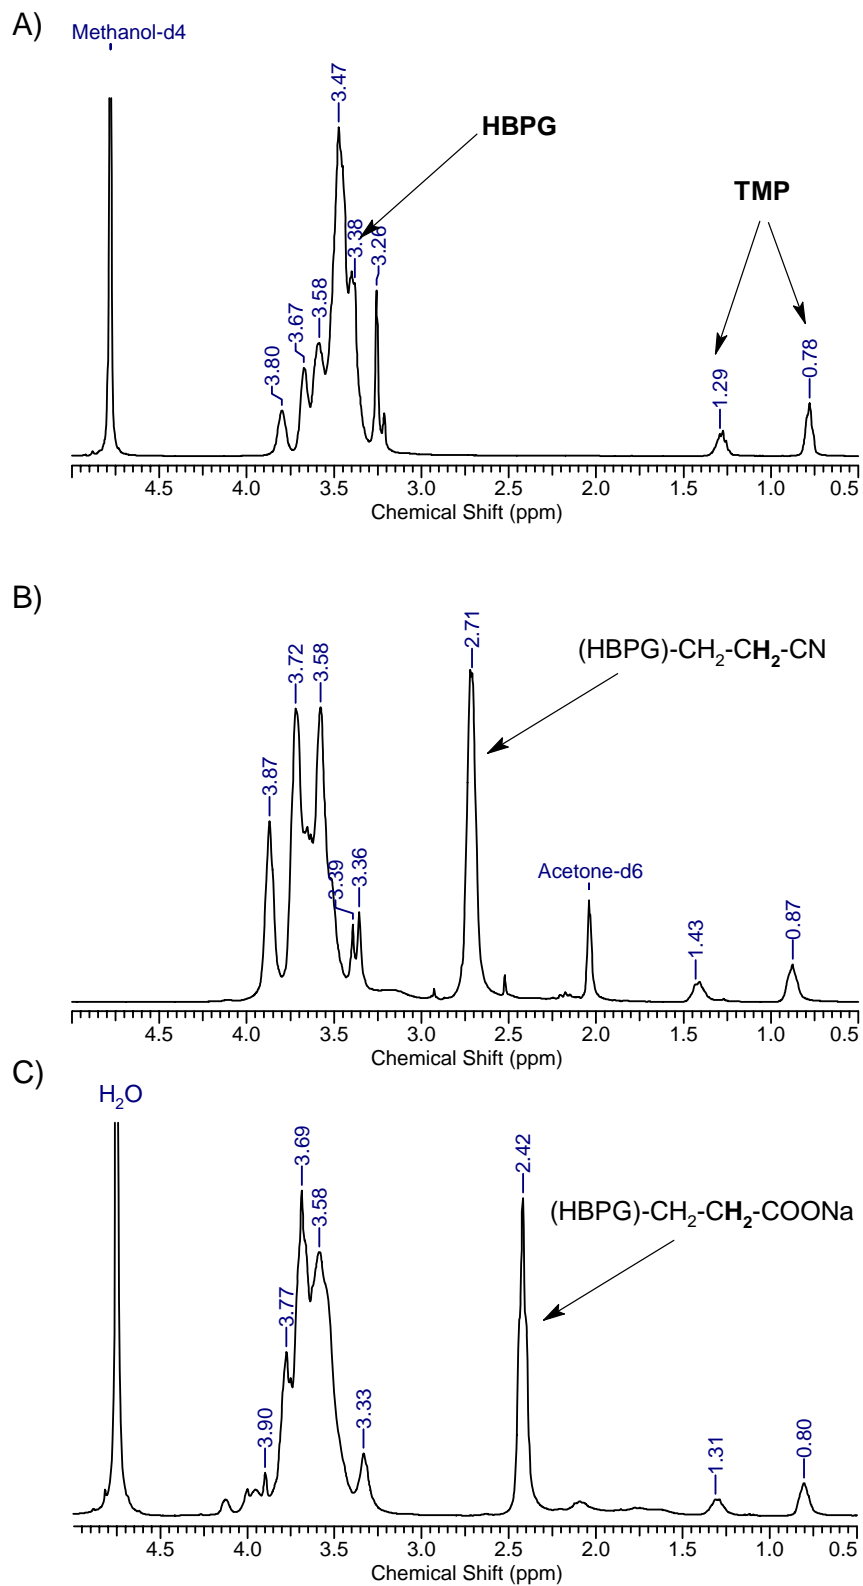 A)
Methanol-d4
3.47
HBPG
TMP
3.38
3.26
3.58
3.67
3.80
1.29
0.78
4.5 4.0 3.5 3.0 2.5 2.0 1.5 1.0 0.5
Chemical Shift (ppm)
B)
2.71
(HBPG)-CH2-CH2-CN
3.72
3.58
3.87
3.39
3.36
Acetone-d6
1.43
0.87
4.5 4.0 3.5 3.0 2.5 2.0 1.5 1.0 0.5
Chemical Shift (ppm)
C)
H2O
3.69
2.42
3.58
(HBPG)-CH2-CH2-COONa
3.77
3.90
3.33
1.31
0.80
4.5 4.0 3.5 3.0 2.5 2.0 1.5 1.0 0.5
Chemical Shift (ppm)